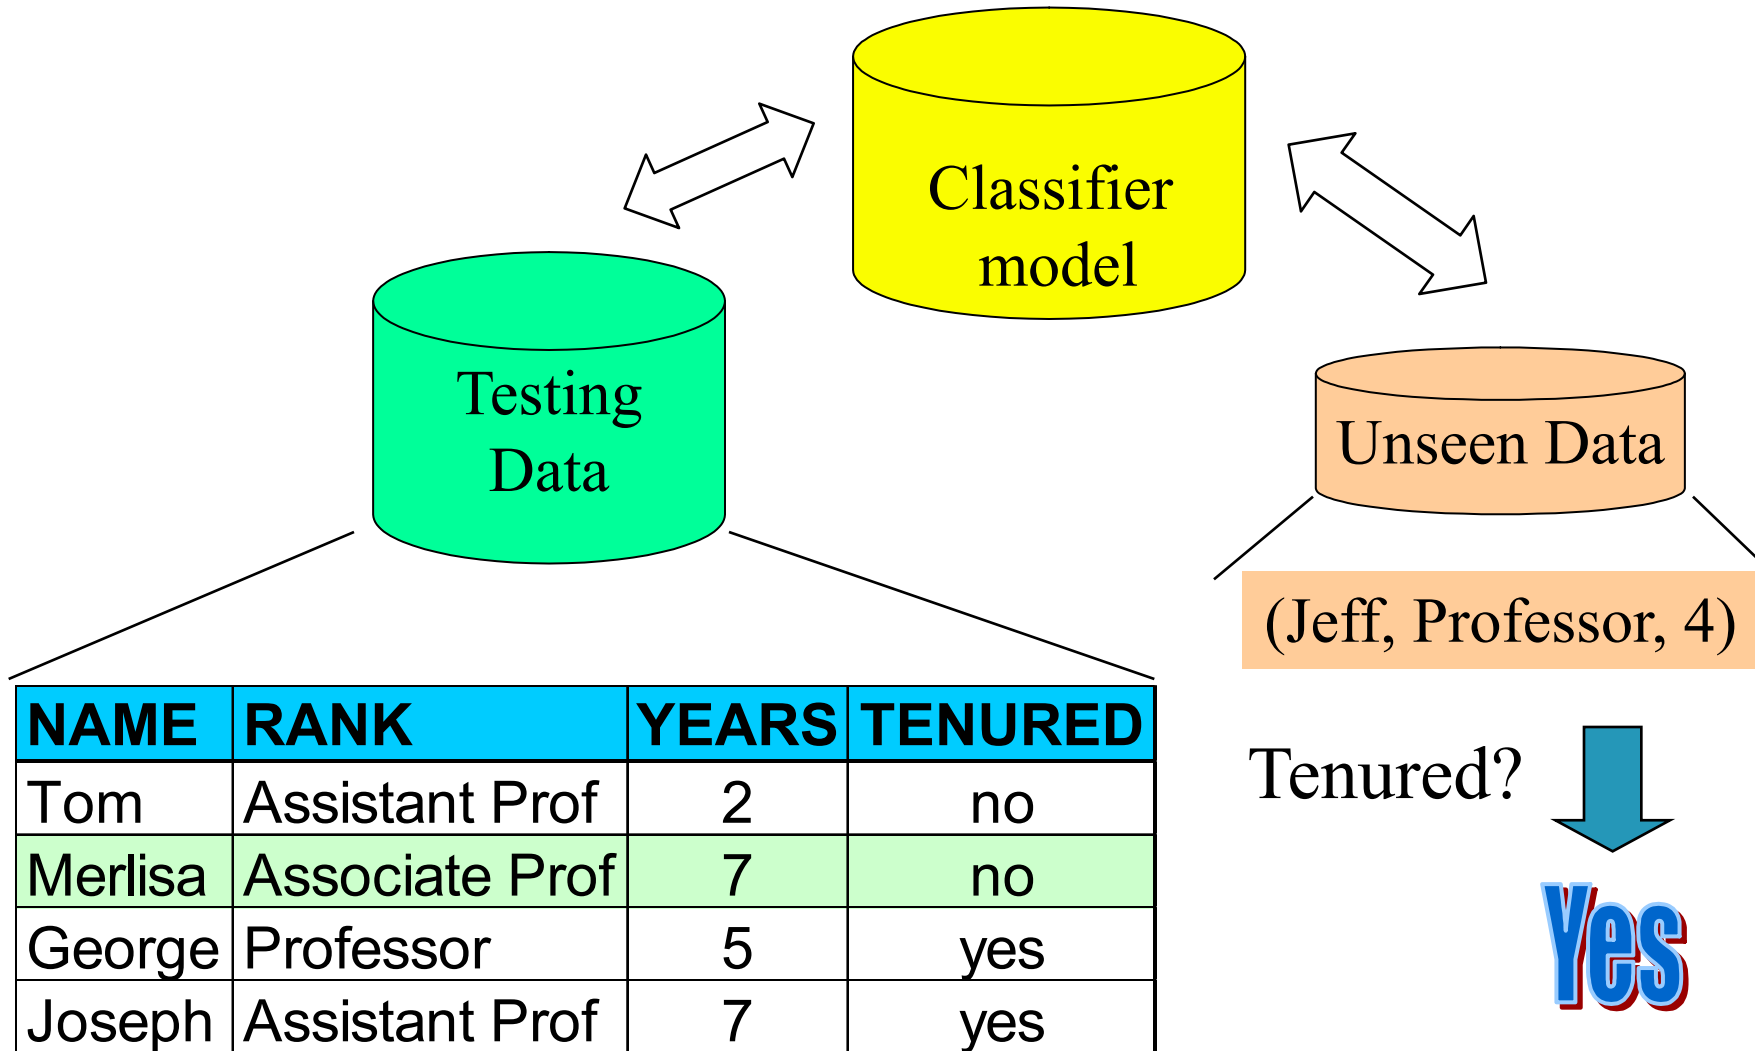 Classifier
model
Testing
Data
Unseen Data
(Jeff, Professor, 4)
NAME RANK YEARS TENURED
Tom Assistant Prof 2 no
Merlisa Associate Prof 7 no
George Professor 5 yes
Joseph Assistant Prof 7 yes
Tenured?
Yes